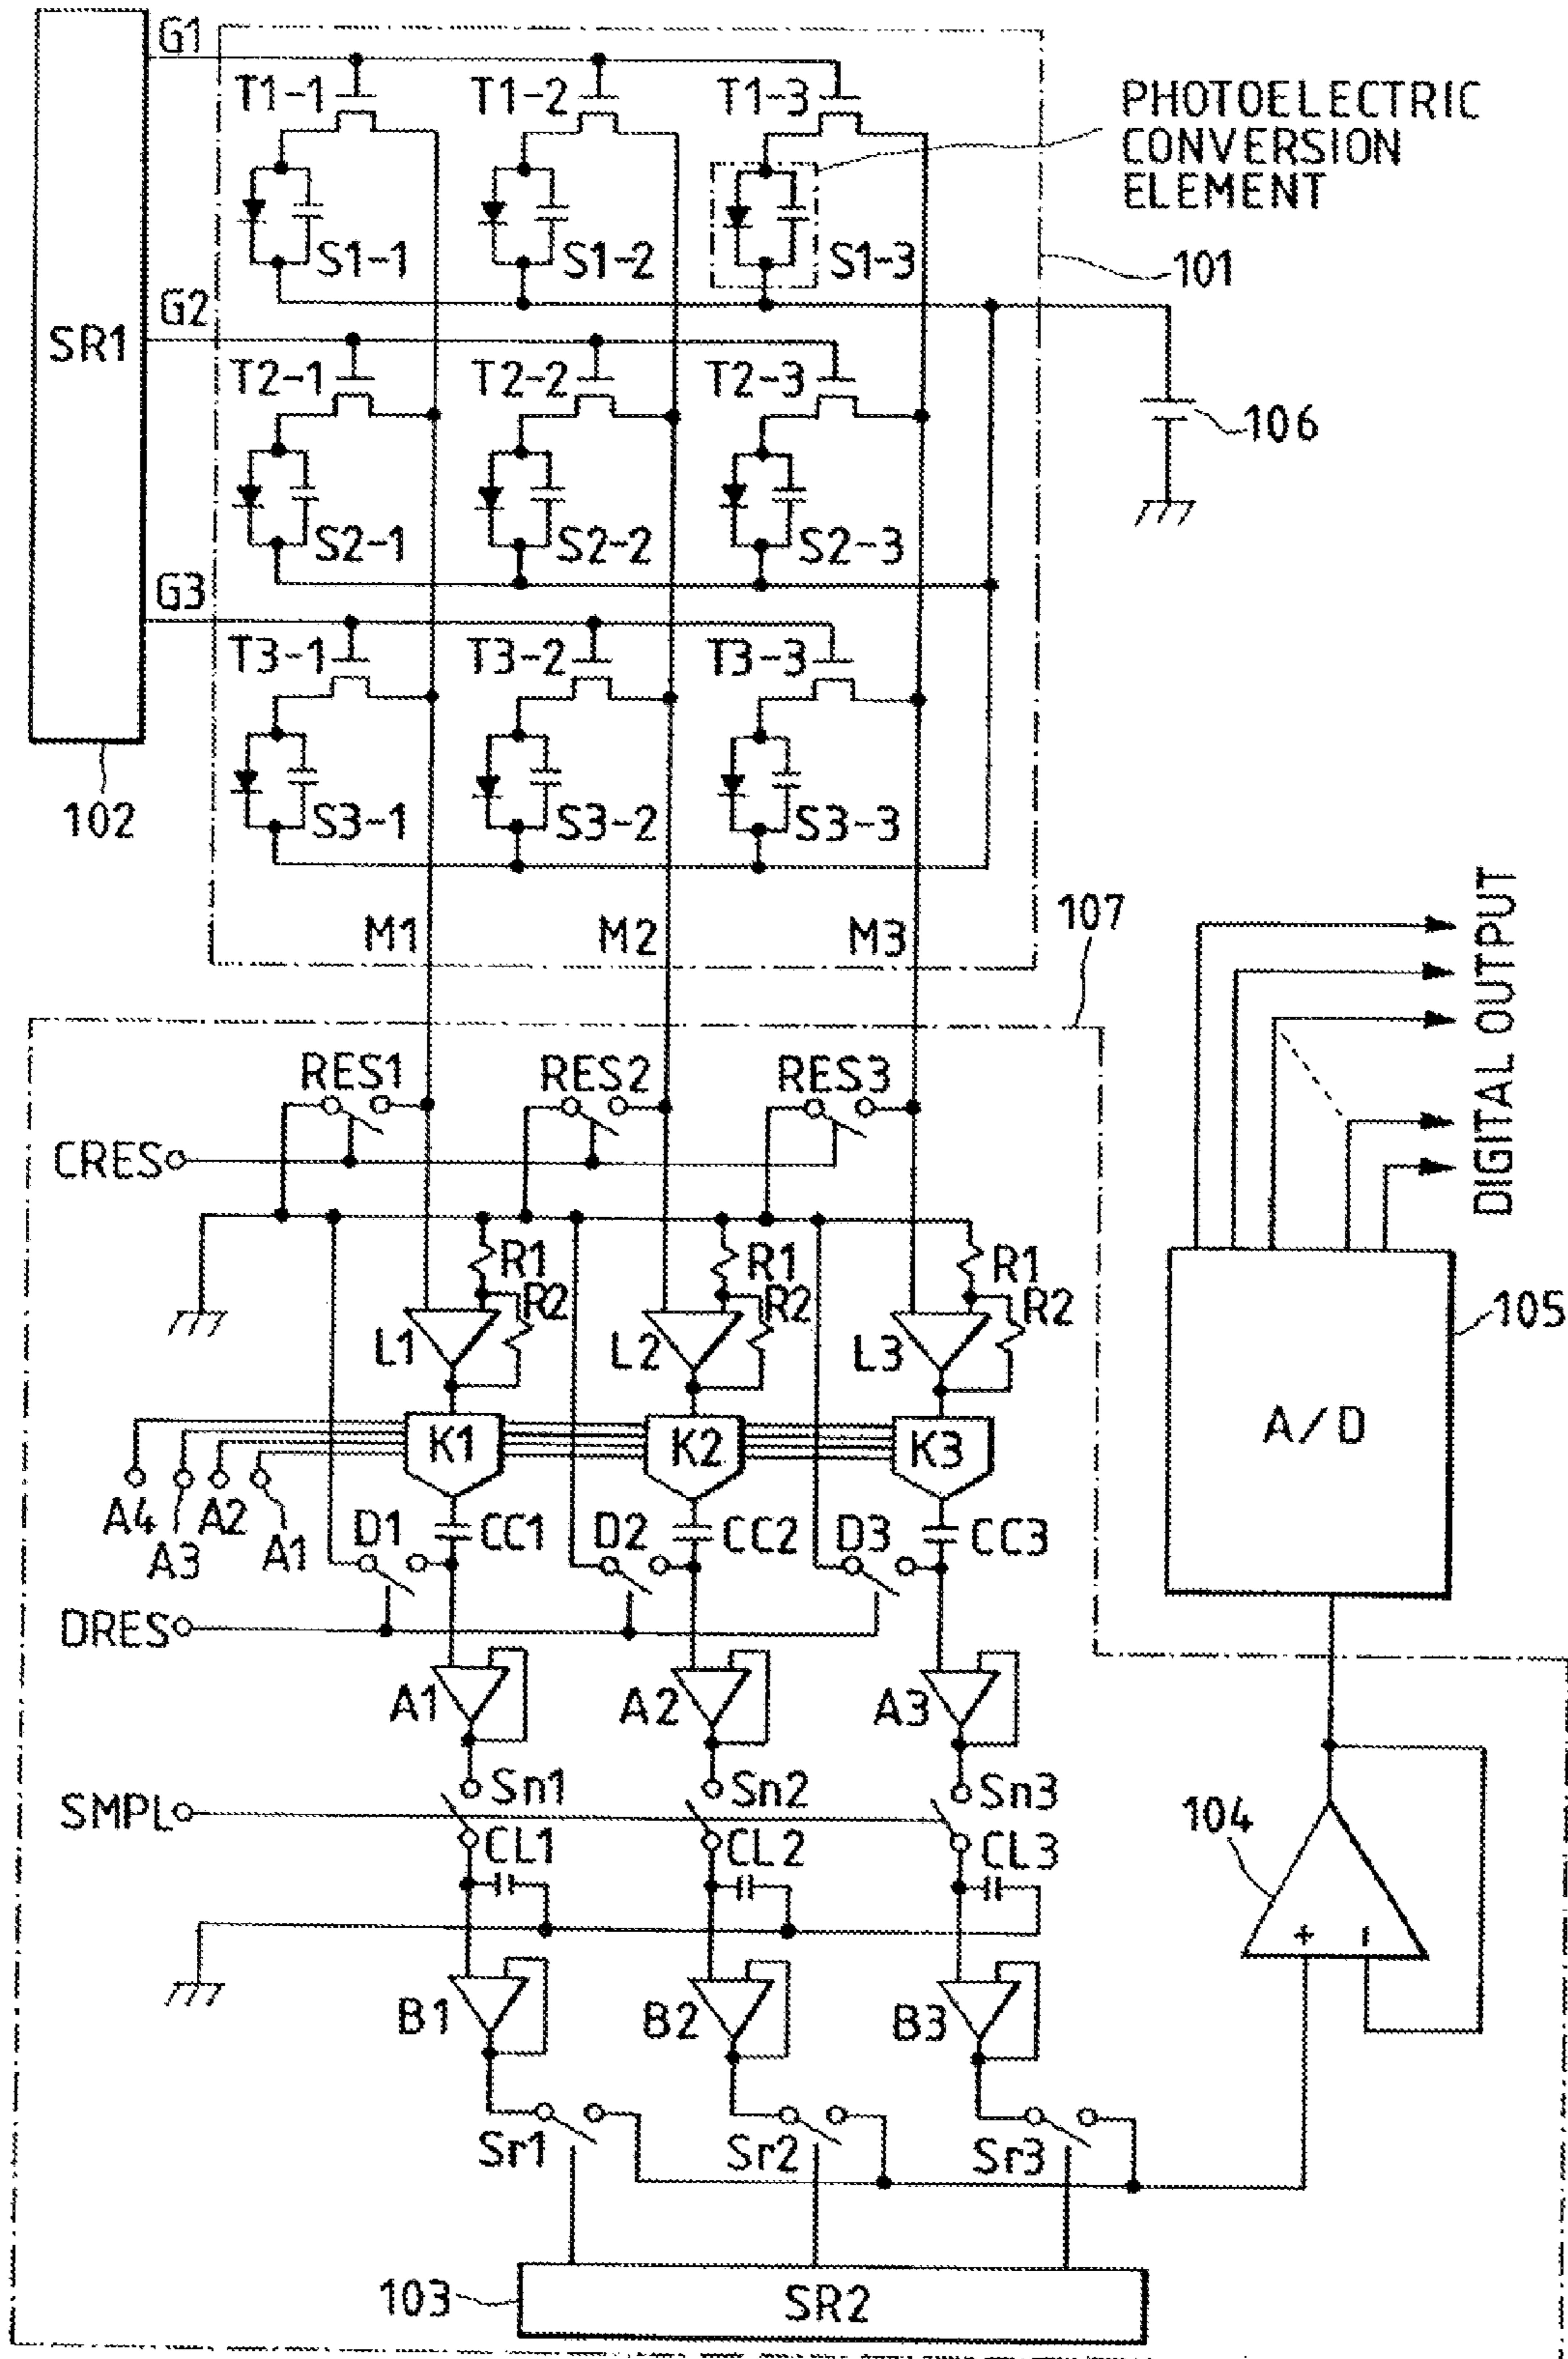 G1
T1-1 T1-2 T1-3
PHOTOELECTRIC
CONVERSION
ELEMENT
S1-1 S1-2 S1-3
101
G2
SR1
T2-1 T2-2 T2-3
106
S2-1 S2-2 S2-3
G3
T3-1 T3-2 T3-3
102
S3-1 S3-2 S3-3
M1 M2 M3
107
DIGITAL OUTPUT
RES1 RES2 RES3
CRES
R1 R1 R1
R2 R2 R2
L1 L2 L3
105
A/D
K1 K2 K3
A4 A3 A2 A1
D1 CC1 D2 CC2 D3 CC3
DRES
A1 A2 A3
Sn1 Sn2 Sn3
SMPL
CL1 CL2 CL3
104
+ -
B1 B2 B3
Sr1 Sr2 Sr3
103
SR2